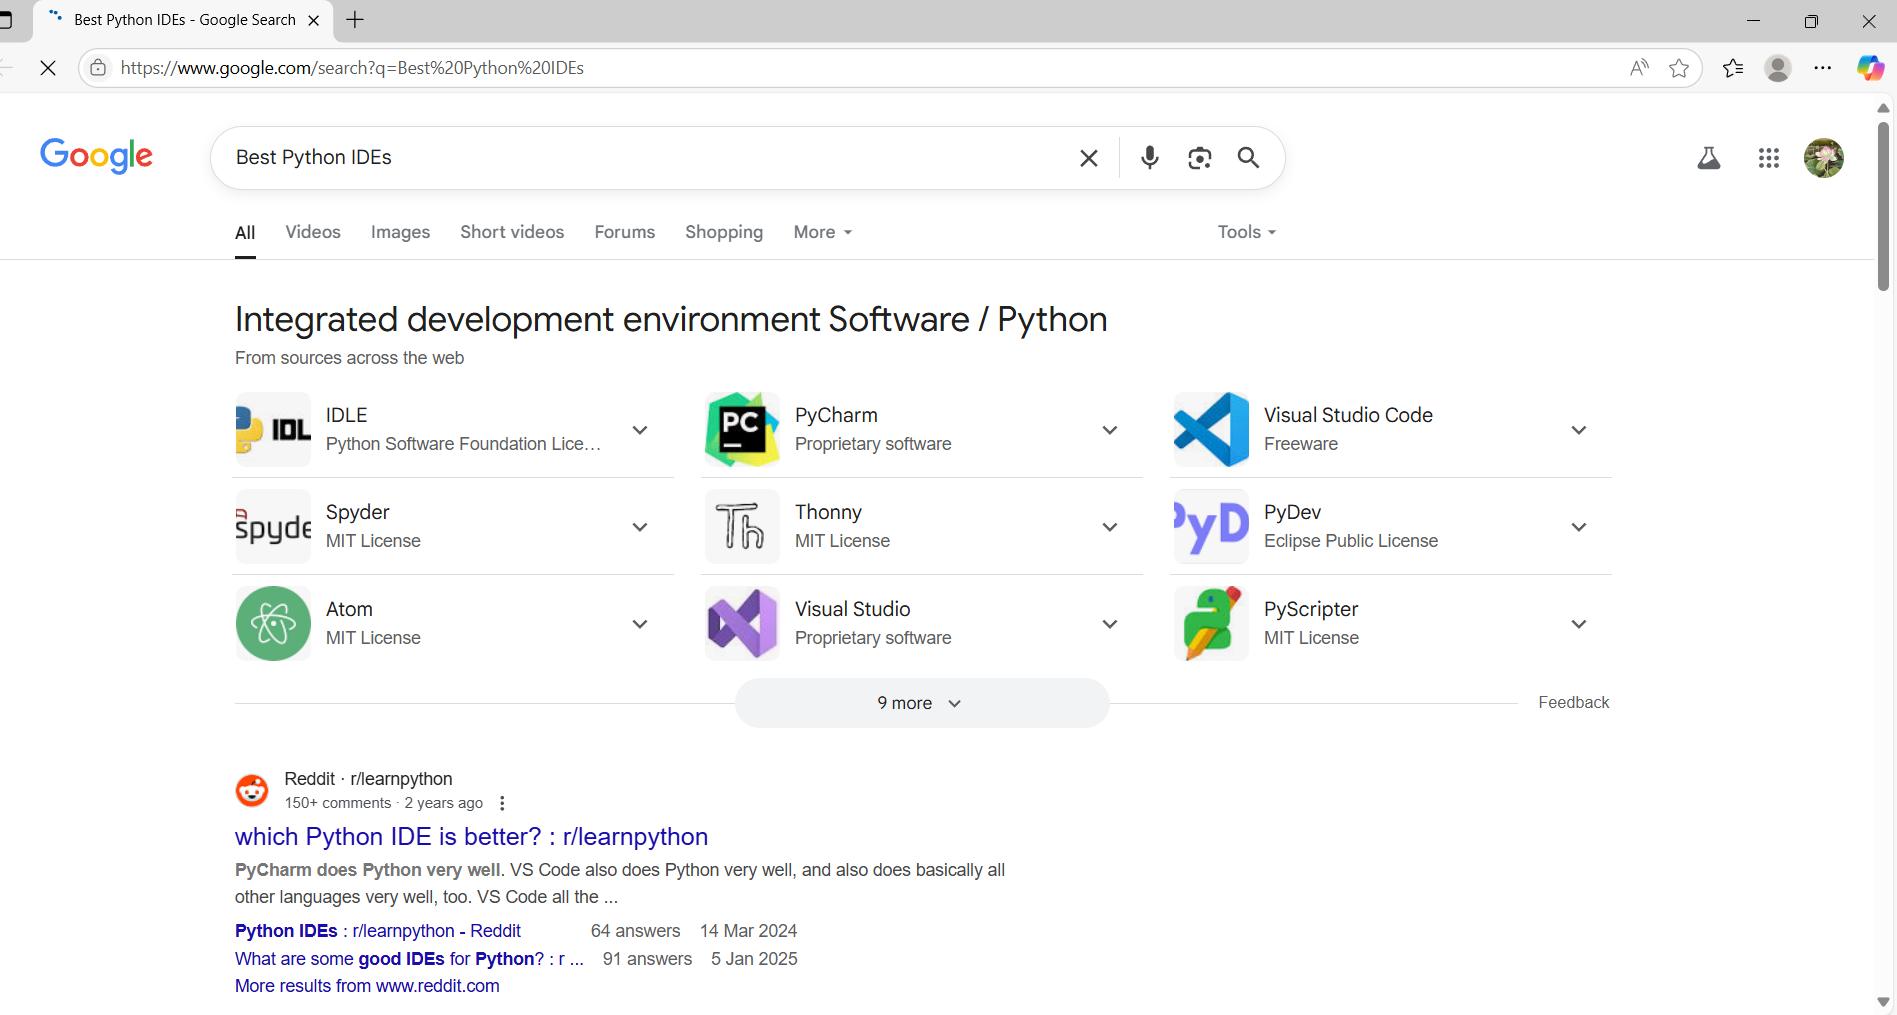 Best Python IDEs - Google Search
https://www.google.com/search?q=Best%20Python%20IDEs
Google
Best Python IDEs
All Videos Images Short videos Forums Shopping More Tools
Integrated development environment Software / Python
From sources across the web
IDL
IDLE
Python Software Foundation Lice...
PC
PyCharm
Proprietary software
Visual Studio Code
Freeware
spyde
Spyder
MIT License
Th
Thonny
MIT License
PyD
PyDev
Eclipse Public License
Atom
MIT License
Visual Studio
Proprietary software
PyScripter
MIT License
9 more
Feedback
Reddit · r/learnpython
150+ comments · 2 years ago
which Python IDE is better? : r/learnpython
PyCharm does Python very well. VS Code also does Python very well, and also does basically all
other languages very well, too. VS Code all the ...
Python IDEs : r/learnpython - Reddit 64 answers 14 Mar 2024
What are some good IDEs for Python? : r ... 91 answers 5 Jan 2025
More results from www.reddit.com